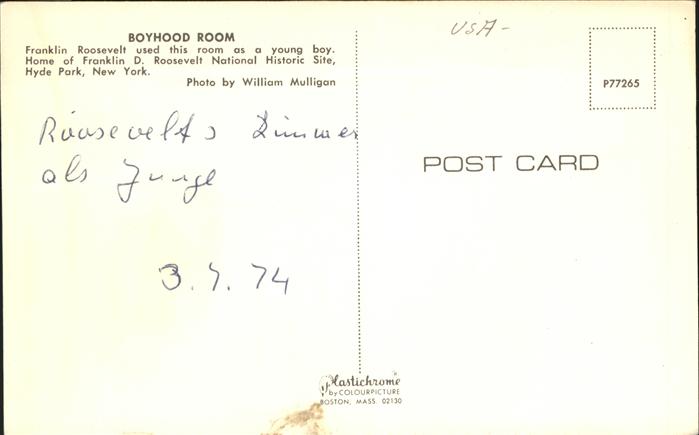 BOYHOOD ROOM
Franklin Roosevelt used this room as a young boy.
Home of Franklin D. Roosevelt National Historic Site,
Hyde Park, New York.
Photo by William Mulligan
USA-
P77265
Roosevelts Zimmer
als Junge
POST CARD
3.7.74
Plastichrome
by COLOURPICTURE
BOSTON, MASS. 02130